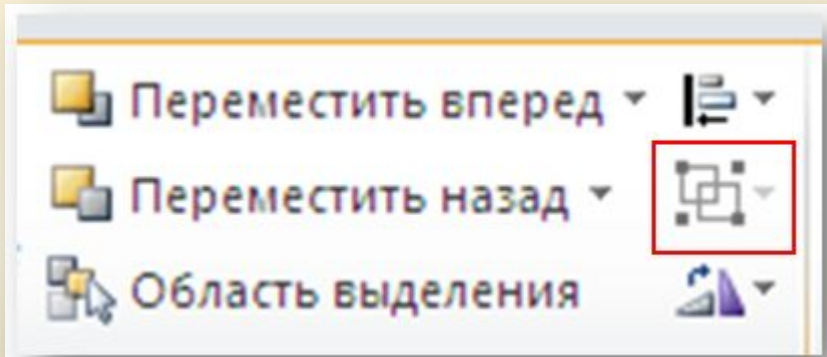 Переместить вперед
Переместить назад
Область выделения